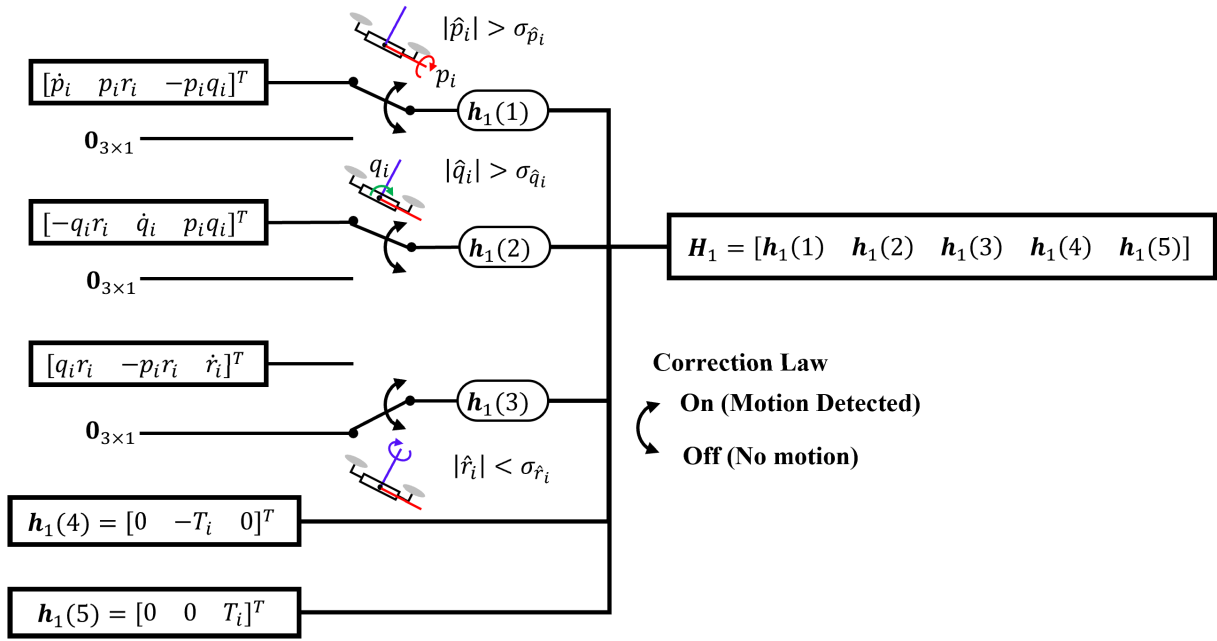 |p̂ᵢ| > σ_p̂ᵢ
[ṗᵢ pᵢrᵢ −pᵢqᵢ]ᵀ
pᵢ
𝒉₁(1)
𝟎₃ₓ₁
qᵢ
|q̂ᵢ| > σ_q̂ᵢ
[−qᵢrᵢ q̇ᵢ pᵢqᵢ]ᵀ
𝒉₁(2)
𝑯₁ = [𝒉₁(1) 𝒉₁(2) 𝒉₁(3) 𝒉₁(4) 𝒉₁(5)]
𝟎₃ₓ₁
[qᵢrᵢ −pᵢrᵢ ṙᵢ]ᵀ
𝒉₁(3)
𝟎₃ₓ₁
|r̂ᵢ| < σ_r̂ᵢ
Correction Law
On (Motion Detected)
Off (No motion)
𝒉₁(4) = [0 −Tᵢ 0]ᵀ
𝒉₁(5) = [0 0 Tᵢ]ᵀ